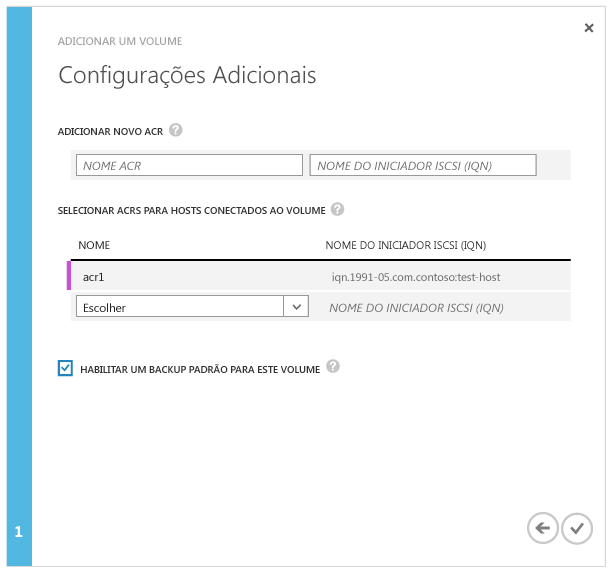 ADICIONAR UM VOLUME
Configurações Adicionais
ADICIONAR NOVO ACR ?
NOME ACR NOME DO INICIADOR ISCSI (IQN)
SELECIONAR ACRS PARA HOSTS CONECTADOS AO VOLUME ?
NOME NOME DO INICIADOR ISCSI (IQN)
acr1 iqn.1991-05.com.contoso:test-host
Escolher NOME DO INICIADOR ISCSI (IQN)
HABILITAR UM BACKUP PADRÃO PARA ESTE VOLUME ?
1